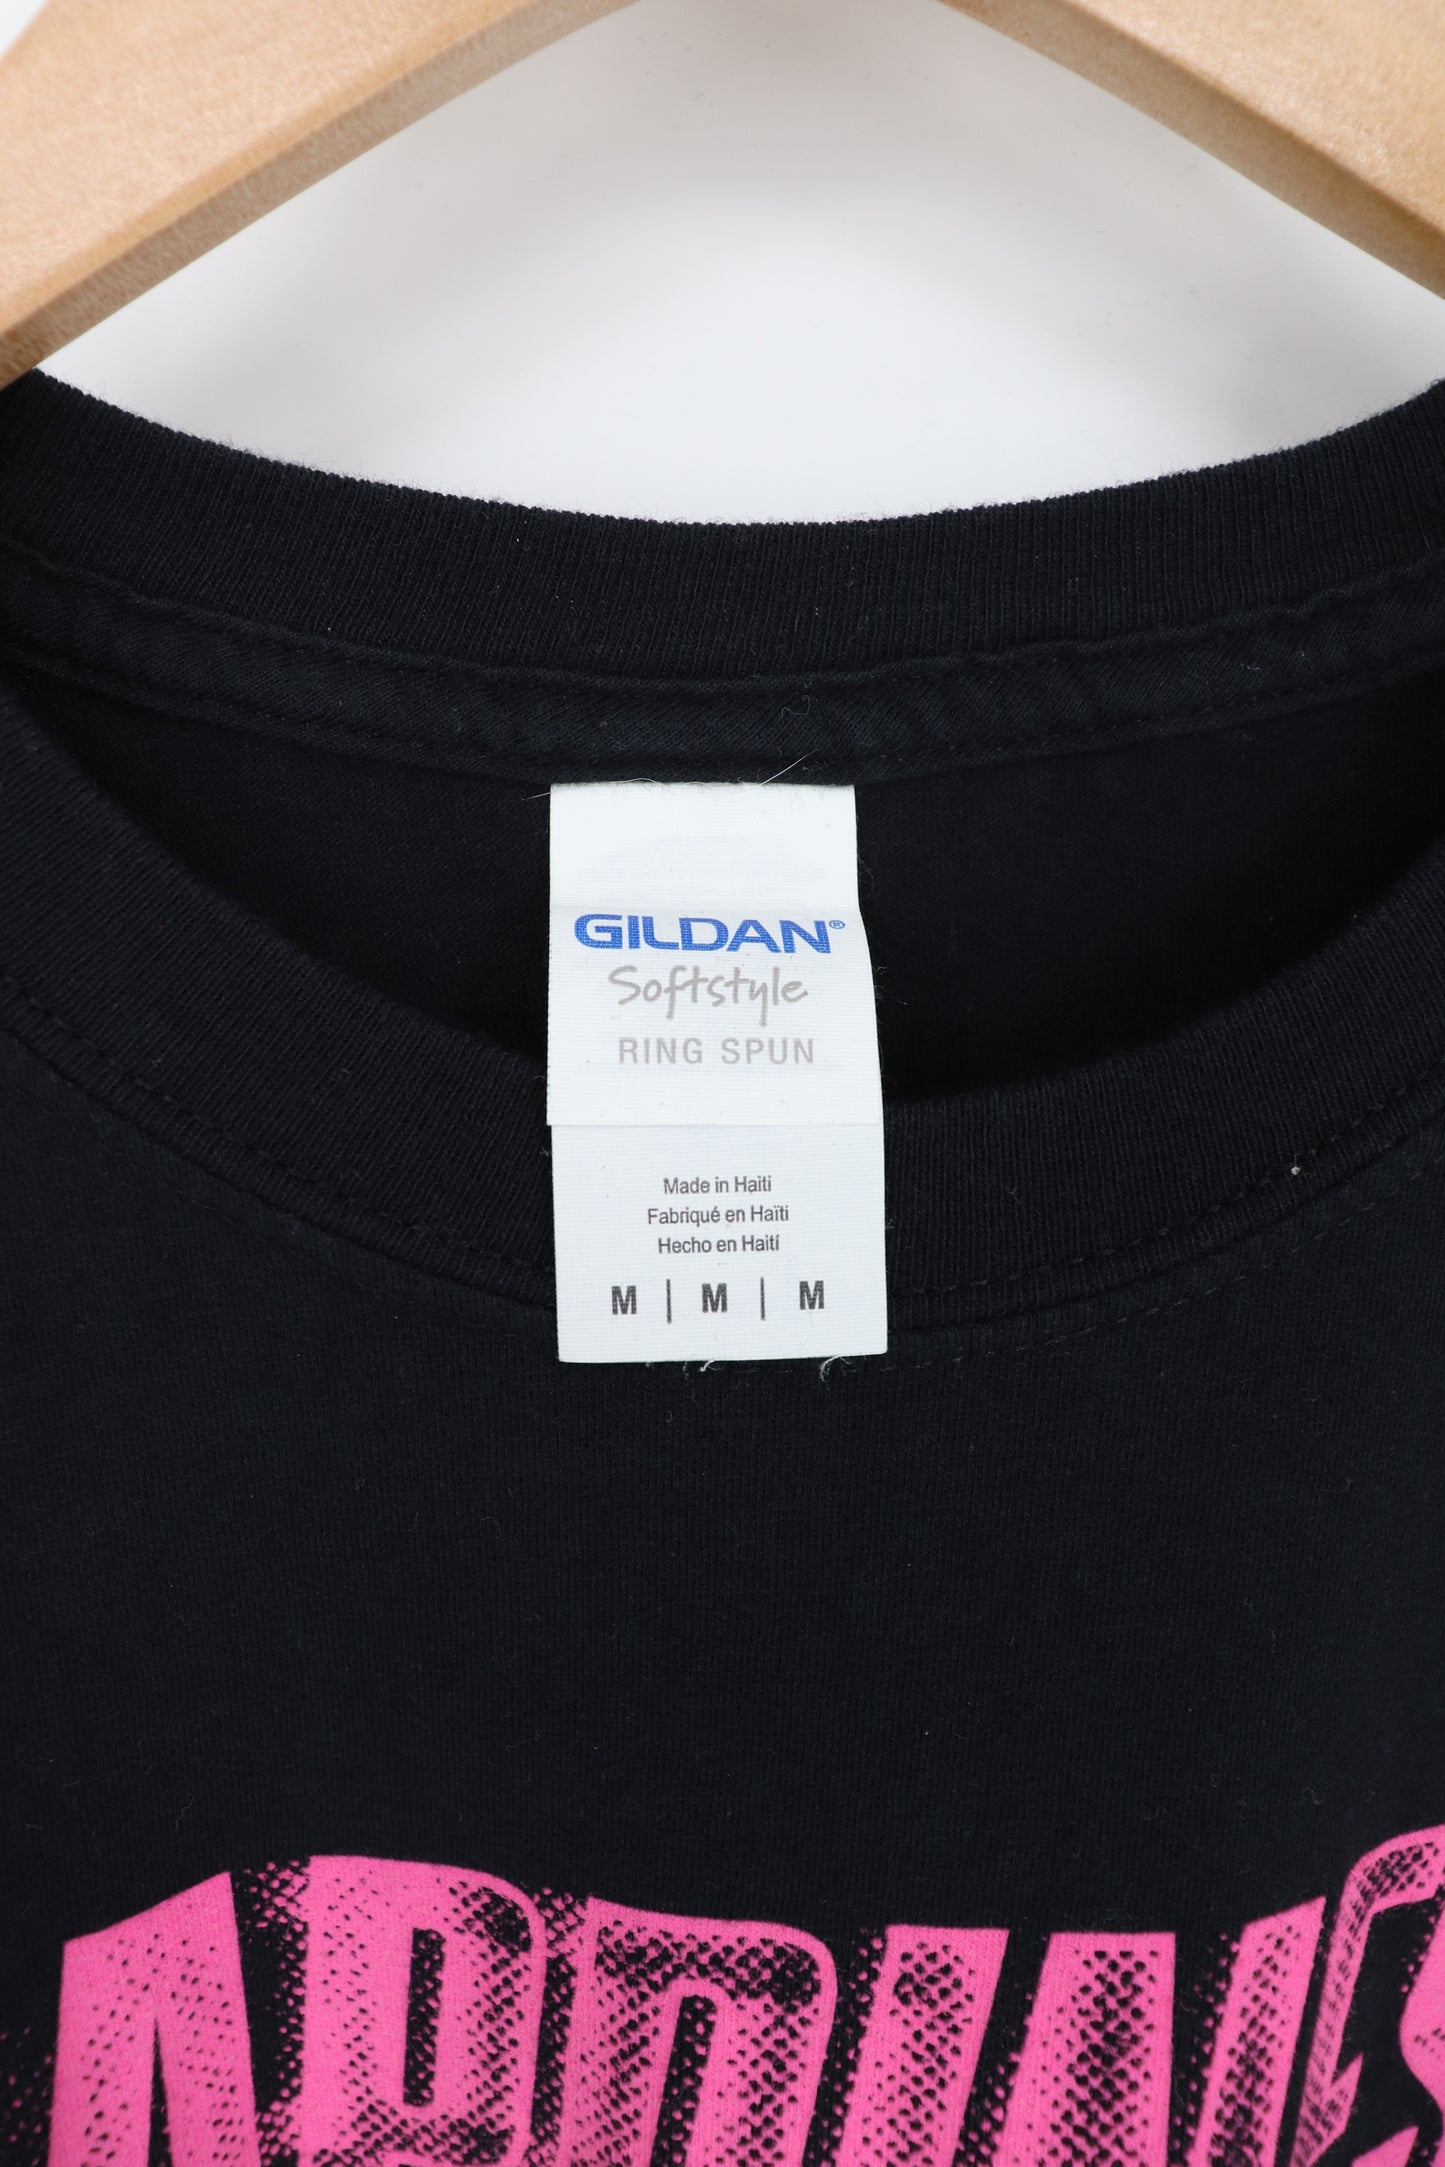 GILDAN®
Softstyle
RING SPUN
Made in Haiti
Fabriqué en Haïti
Hecho en Haití
M | M | M